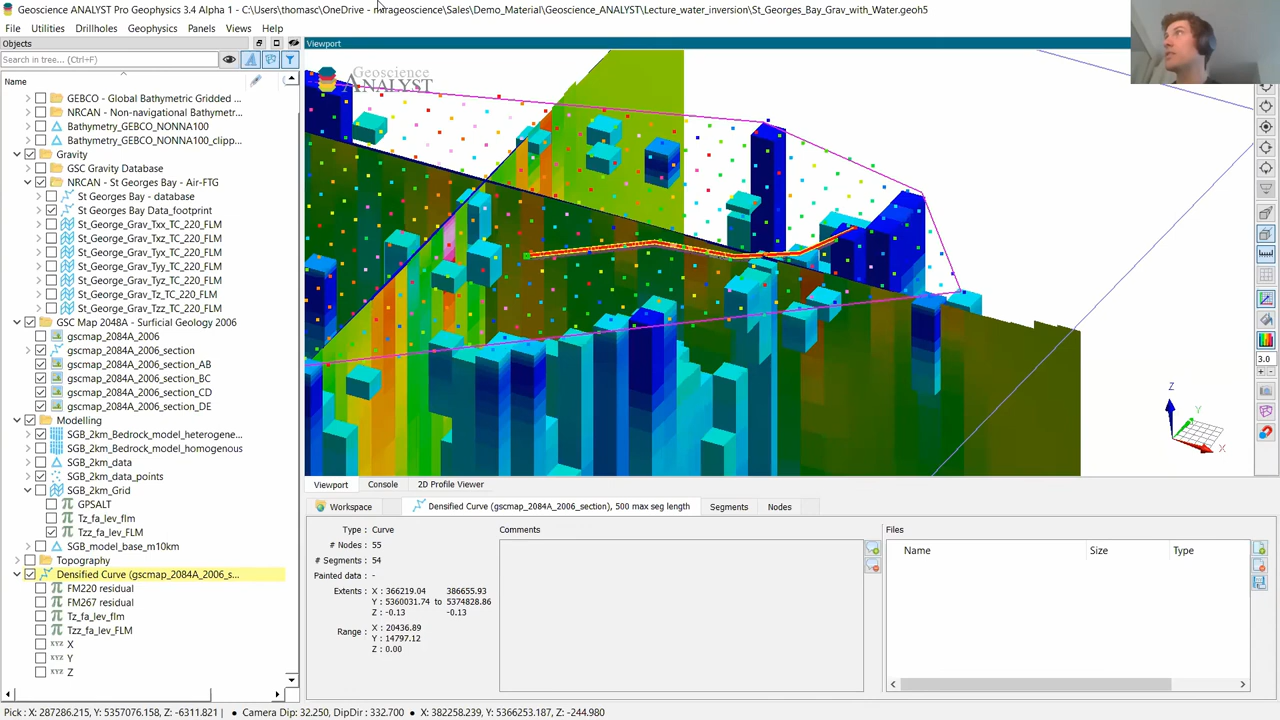 Geoscience ANALYST Pro Geophysics 3.4 Alpha 1 - C:\Users\thomasc\OneDrive - mirageoscience\Sales\Demo_Material\Geoscience_ANALYST\Lecture_water_inversion\St_Georges_Bay_Grav_with_Water.geoh5
File Utilities Drillholes Geophysics Panels Views Help
Objects
Viewport
Search in tree... (Ctrl+F)
Name
GEBCO - Global Bathymetric Gridded ...
NRCAN - Non-navigational Bathymetr...
Bathymetry_GEBCO_NONNA100
Bathymetry_GEBCO_NONNA100_clipp...
Gravity
GSC Gravity Database
NRCAN - St Georges Bay - Air-FTG
St Georges Bay - database
St Georges Bay Data_footprint
St_George_Grav_Txx_TC_220_FLM
St_George_Grav_Txy_TC_220_FLM
St_George_Grav_Tyy_TC_220_FLM
St_George_Grav_Tyz_TC_220_FLM
St_George_Grav_Txz_TC_220_FLM
St_George_Grav_Tz_TC_220_FLM
St_George_Grav_Tzz_TC_220_FLM
GSC Map 2048A - Surficial Geology 2006
gscmap_2084A_2006
gscmap_2084A_2006_section
gscmap_2084A_2006_section_AB
gscmap_2084A_2006_section_BC
gscmap_2084A_2006_section_CD
gscmap_2084A_2006_section_DE
Modelling
SGB_2km_Bedrock_model_heterogene...
SGB_2km_Bedrock_model_homogenous
SGB_2km_data
SGB_2km_data_points
SGB_2km_Grid
GPSALT
Tz_fa_lev_flm
Tzz_fa_lev_FLM
SGB_model_base_m10km
Topography
Densified Curve (gscmap_2084A_2006_s...
FM220 residual
FM267 residual
Tz_fa_lev_flm
Tzz_fa_lev_FLM
XYZ X
XYZ Y
XYZ Z
Geoscience
ANALYST
Z
Y
X
3.0
+ -
Viewport Console 2D Profile Viewer
Workspace Densified Curve (gscmap_2084A_2006_section), 500 max seg length Segments Nodes
Type : Curve
# Nodes : 55
# Segments : 54
Painted data : -
Extents : X : 366219.04 386655.93
Y : 5360031.74 to 5374828.86
Z : -0.13 -0.13
Range : X : 20436.89
Y : 14797.12
Z : 0.00
Comments
Files
Name Size Type
Pick : X: 287286.215 Y: 5357076.158 Z: -6311.821 | • Camera Dip: 32.250, DipDir : 332.700 • X: 382258.239 Y: 5366253.187 Z: -244.980